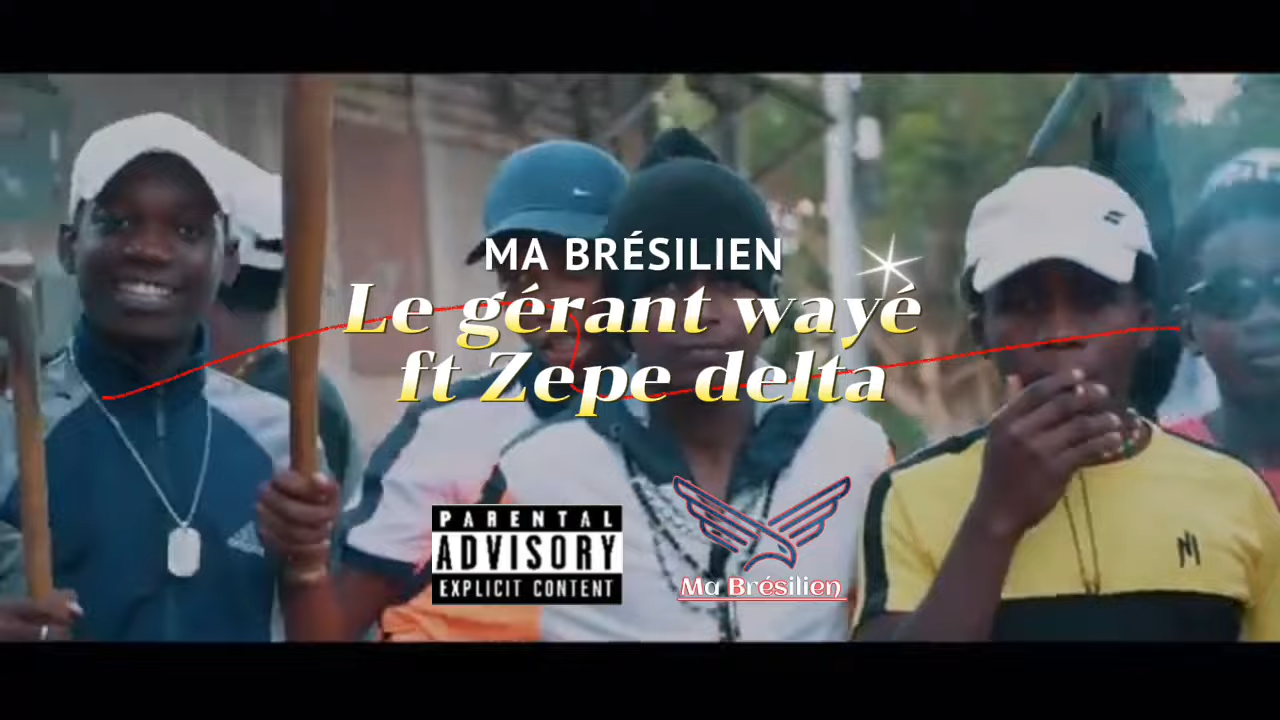 MA BRÉSILIEN
Le gérant wayé
ft Zepe delta
PARENTAL
ADVISORY
EXPLICIT CONTENT
Ma Brésilien